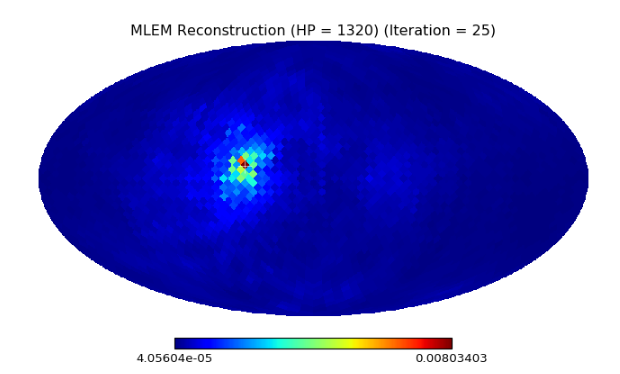 MLEM Reconstruction (HP = 1320) (Iteration = 25)
4.05604e-05 0.00803403